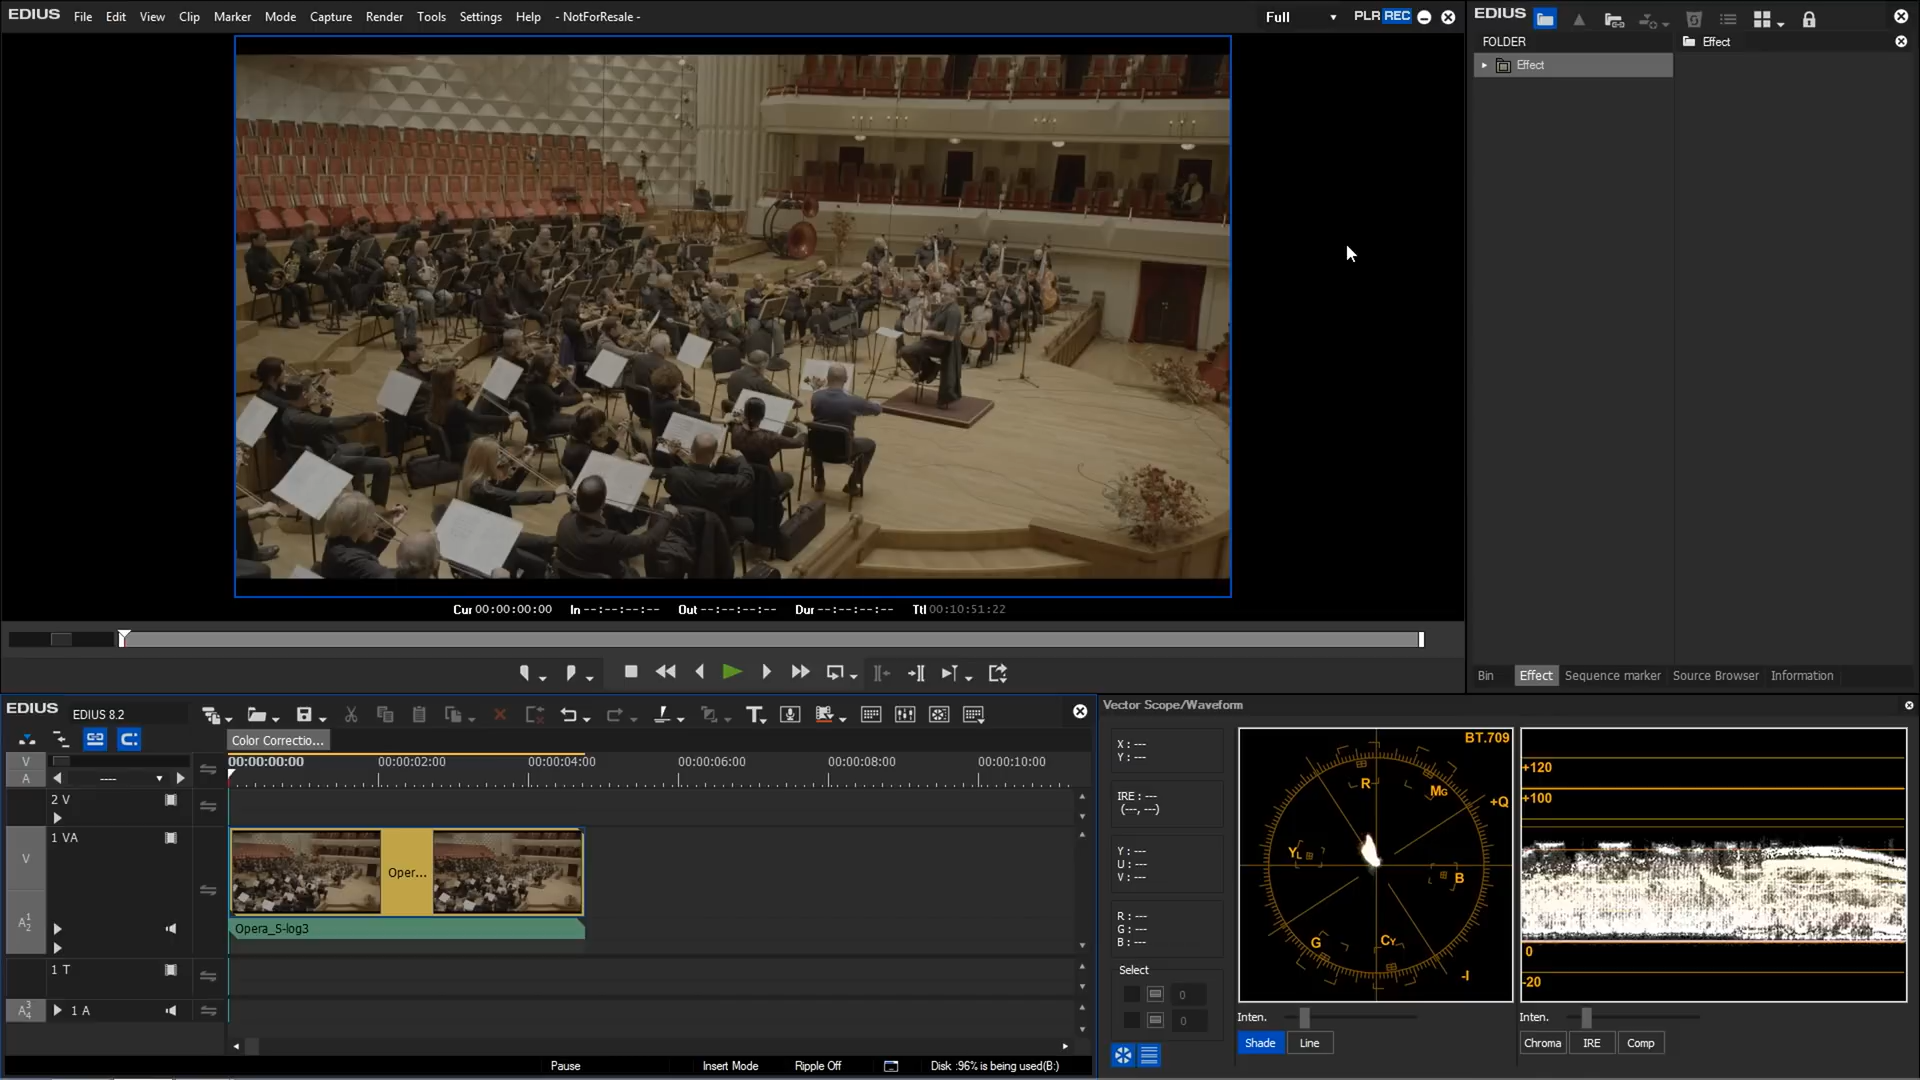 EDIUS File Edit View Clip Marker Mode Capture Render Tools Settings Help - NotForResale -
Full PLR REC
Cur 00:00:00:00 In --:--:--:-- Out --:--:--:-- Dur --:--:--:-- Ttl 00:10:51:22
EDIUS
FOLDER
Effect
Effect
Bin Effect Sequence marker Source Browser Information
EDIUS EDIUS 8.2
T
Color Correctio...
V
A
----
00:00:00:00 00:00:02:00 00:00:04:00 00:00:06:00 00:00:08:00 00:00:10:00
2 V
1 VA
V
A 1 2
Oper...
Opera_S-log3
1 T
A 3 4
1 A
Pause Insert Mode Ripple Off Disk :96% is being used(B:)
Vector Scope/Waveform
X : ---
Y : ---
IRE : ---
(---, ---)
Y : ---
U : ---
V : ---
R : ---
G : ---
B : ---
Select
0
0
BT.709
R
MG
+Q
YL
B
G
CY
-I
Inten.
Shade Line
+120
+100
0
-20
Inten.
Chroma IRE Comp